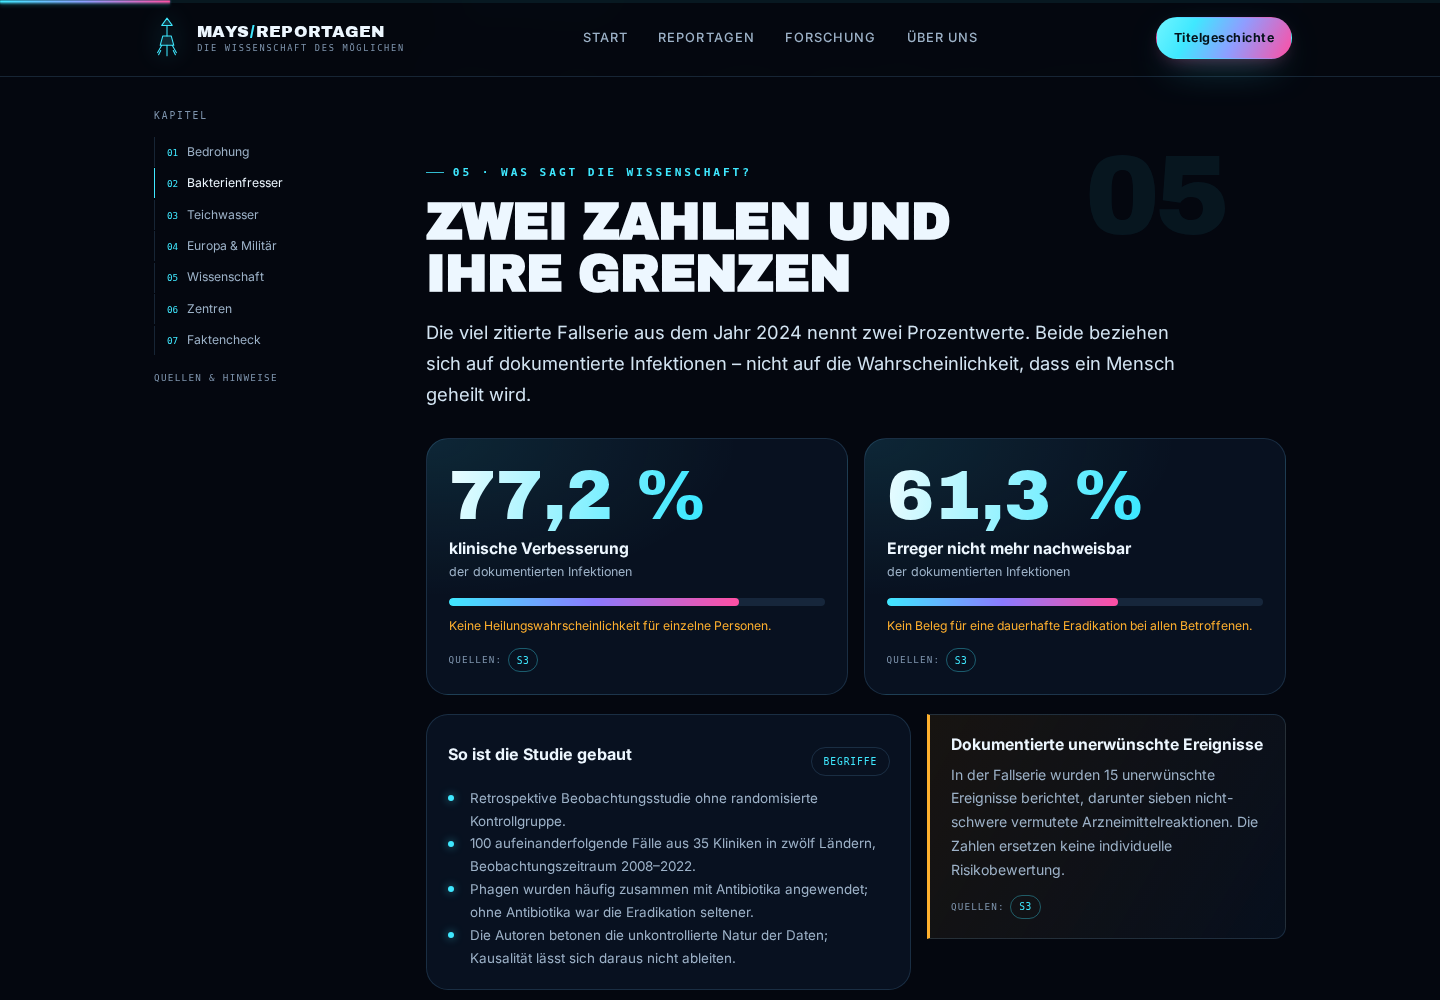 MAYS/REPORTAGEN
DIE WISSENSCHAFT DES MÖGLICHEN
START
REPORTAGEN
FORSCHUNG
ÜBER UNS
Titelgeschichte
KAPITEL
01 Bedrohung
02 Bakterienfresser
03 Teichwasser
04 Europa & Militär
05 Wissenschaft
06 Zentren
07 Faktencheck
QUELLEN & HINWEISE
05 · WAS SAGT DIE WISSENSCHAFT?
05
ZWEI ZAHLEN UND
IHRE GRENZEN
Die viel zitierte Fallserie aus dem Jahr 2024 nennt zwei Prozentwerte. Beide beziehen
sich auf dokumentierte Infektionen – nicht auf die Wahrscheinlichkeit, dass ein Mensch
geheilt wird.
77,2 %
klinische Verbesserung
der dokumentierten Infektionen
Keine Heilungswahrscheinlichkeit für einzelne Personen.
QUELLEN: S3
61,3 %
Erreger nicht mehr nachweisbar
der dokumentierten Infektionen
Kein Beleg für eine dauerhafte Eradikation bei allen Betroffenen.
QUELLEN: S3
So ist die Studie gebaut
BEGRIFFE
Retrospektive Beobachtungsstudie ohne randomisierte
Kontrollgruppe.
100 aufeinanderfolgende Fälle aus 35 Kliniken in zwölf Ländern,
Beobachtungszeitraum 2008–2022.
Phagen wurden häufig zusammen mit Antibiotika angewendet;
ohne Antibiotika war die Eradikation seltener.
Die Autoren betonen die unkontrollierte Natur der Daten;
Kausalität lässt sich daraus nicht ableiten.
Dokumentierte unerwünschte Ereignisse
In der Fallserie wurden 15 unerwünschte
Ereignisse berichtet, darunter sieben nicht-
schwere vermutete Arzneimittelreaktionen. Die
Zahlen ersetzen keine individuelle
Risikobewertung.
QUELLEN: S3